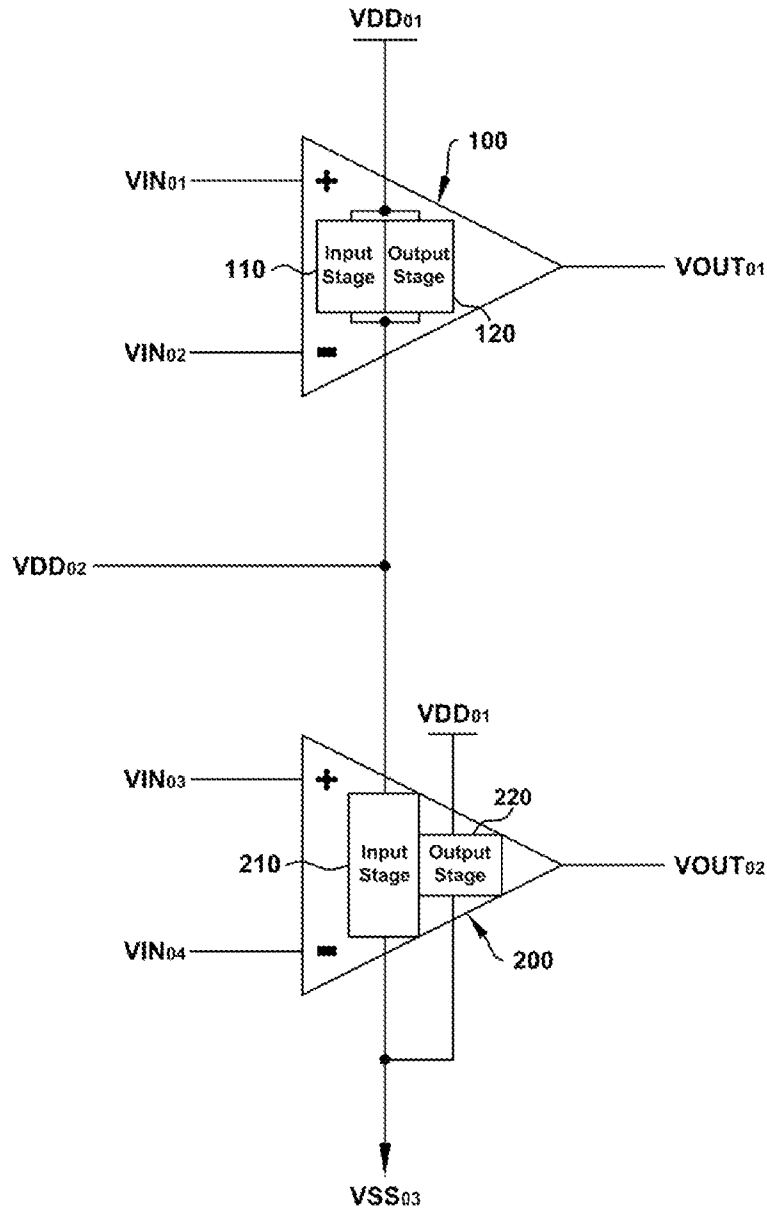 VDD01
100
VIN01
+
110
Input
Stage
Output
Stage
VOUT01
120
VIN02
-
VDD02
VDD01
VIN03
+
220
210
Input
Stage
Output
Stage
VOUT02
VIN04
-
200
VSS03